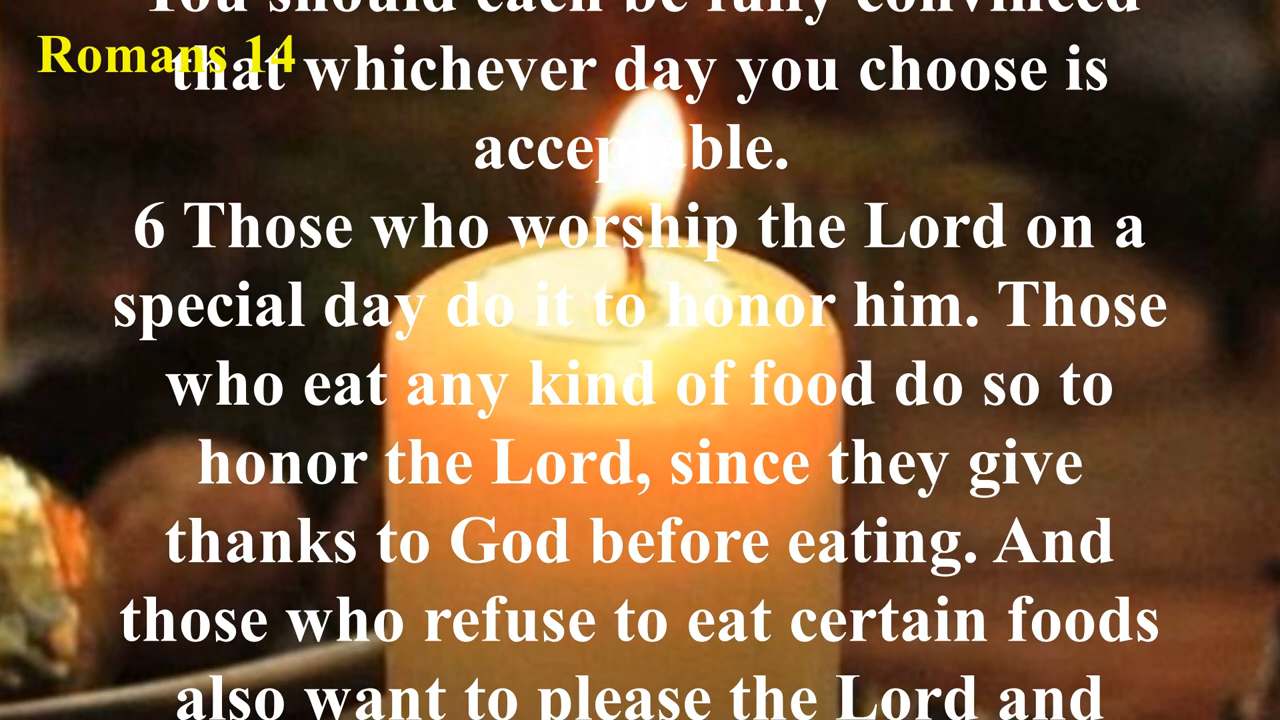 You should each be fully convinced
Romans 14
that whichever day you choose is
acceptable.
6 Those who worship the Lord on a
special day do it to honor him. Those
who eat any kind of food do so to
honor the Lord, since they give
thanks to God before eating. And
those who refuse to eat certain foods
also want to please the Lord and